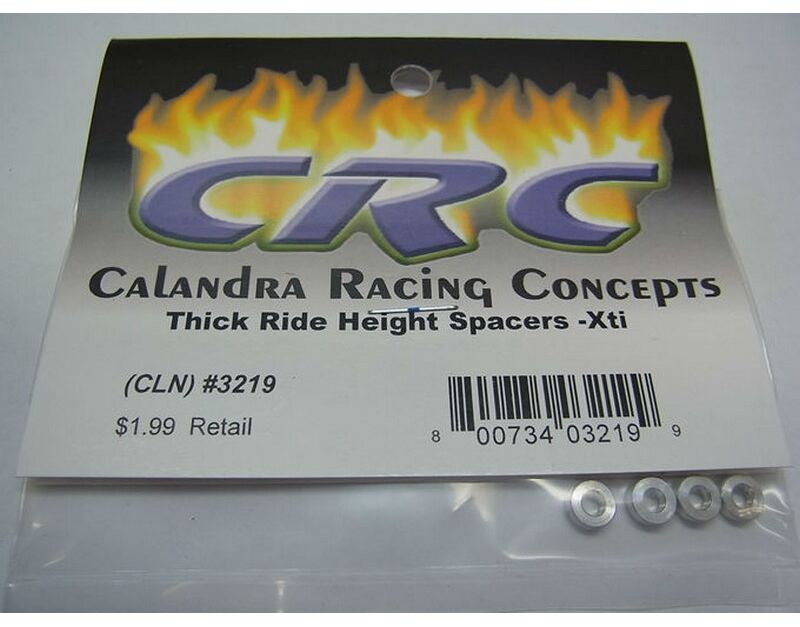 CRC
Calandra Racing Concepts
Thick Ride Height Spacers -Xti
(CLN) #3219
$1.99 Retail
8 00734 03219 9